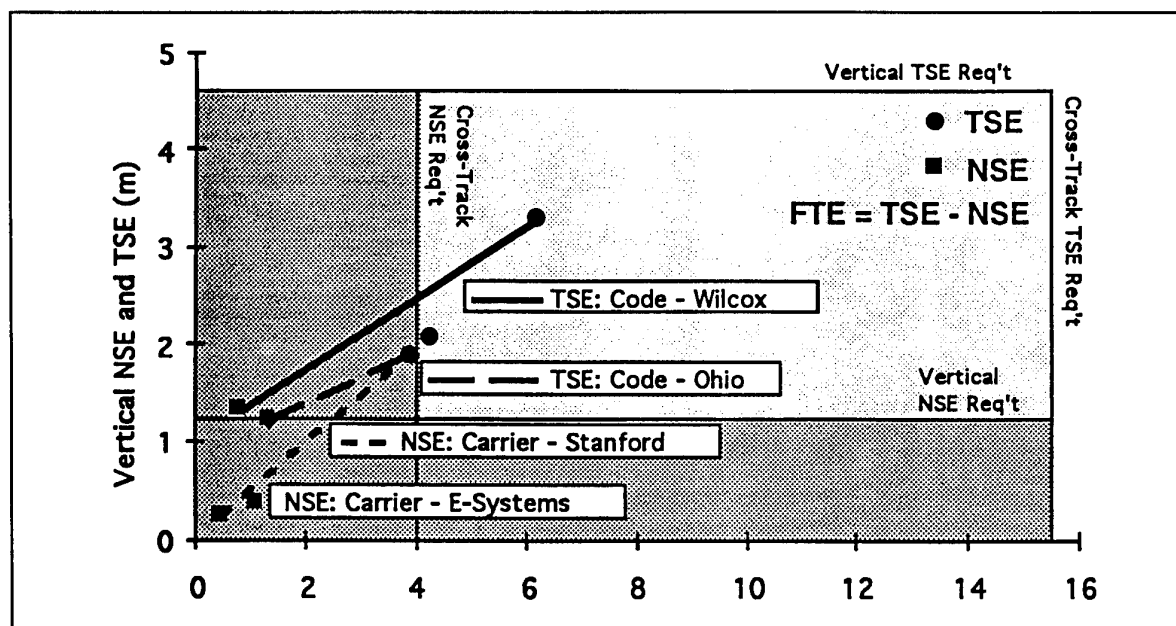 Vertical NSE and TSE (m)
5
4
3
2
1
0
0 2 4 6 8 10 12 14 16
Vertical TSE Req't
Cross-Track
NSE Req't
Cross-Track TSE Req't
TSE
NSE
FTE = TSE - NSE
TSE: Code - Wilcox
TSE: Code - Ohio
Vertical
NSE Req't
NSE: Carrier - Stanford
NSE: Carrier - E-Systems